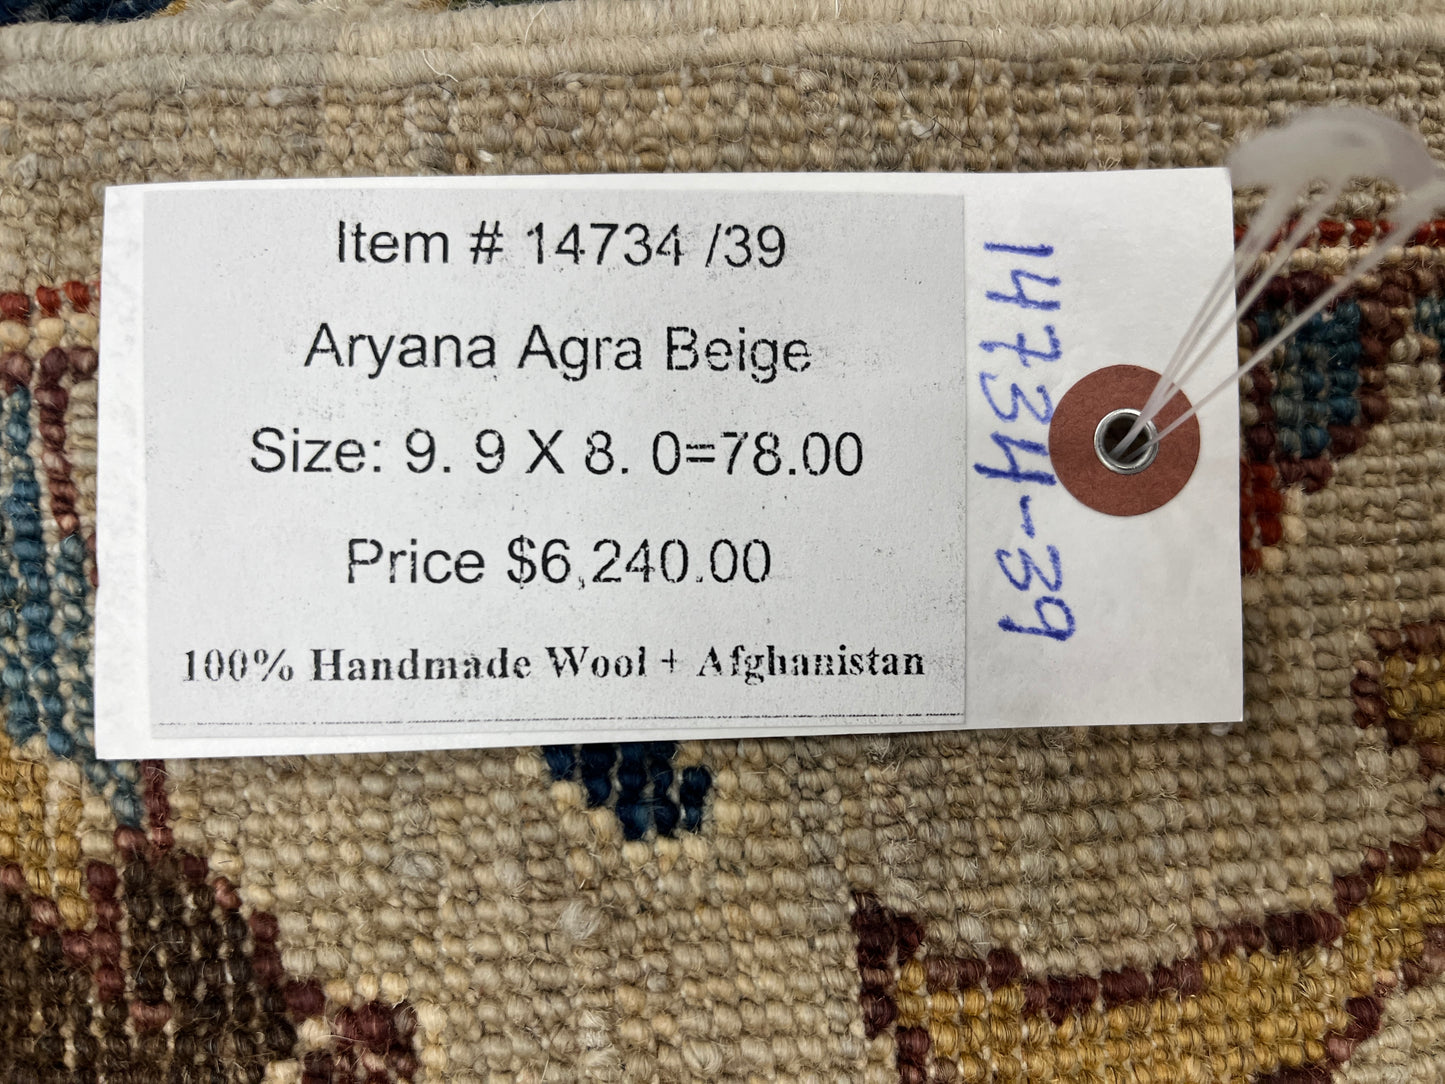 Item # 14734 /39
Aryana Agra Beige
Size: 9. 9 X 8. 0=78.00
Price $6,240.00
100% Handmade Wool + Afghanistan
14734-39